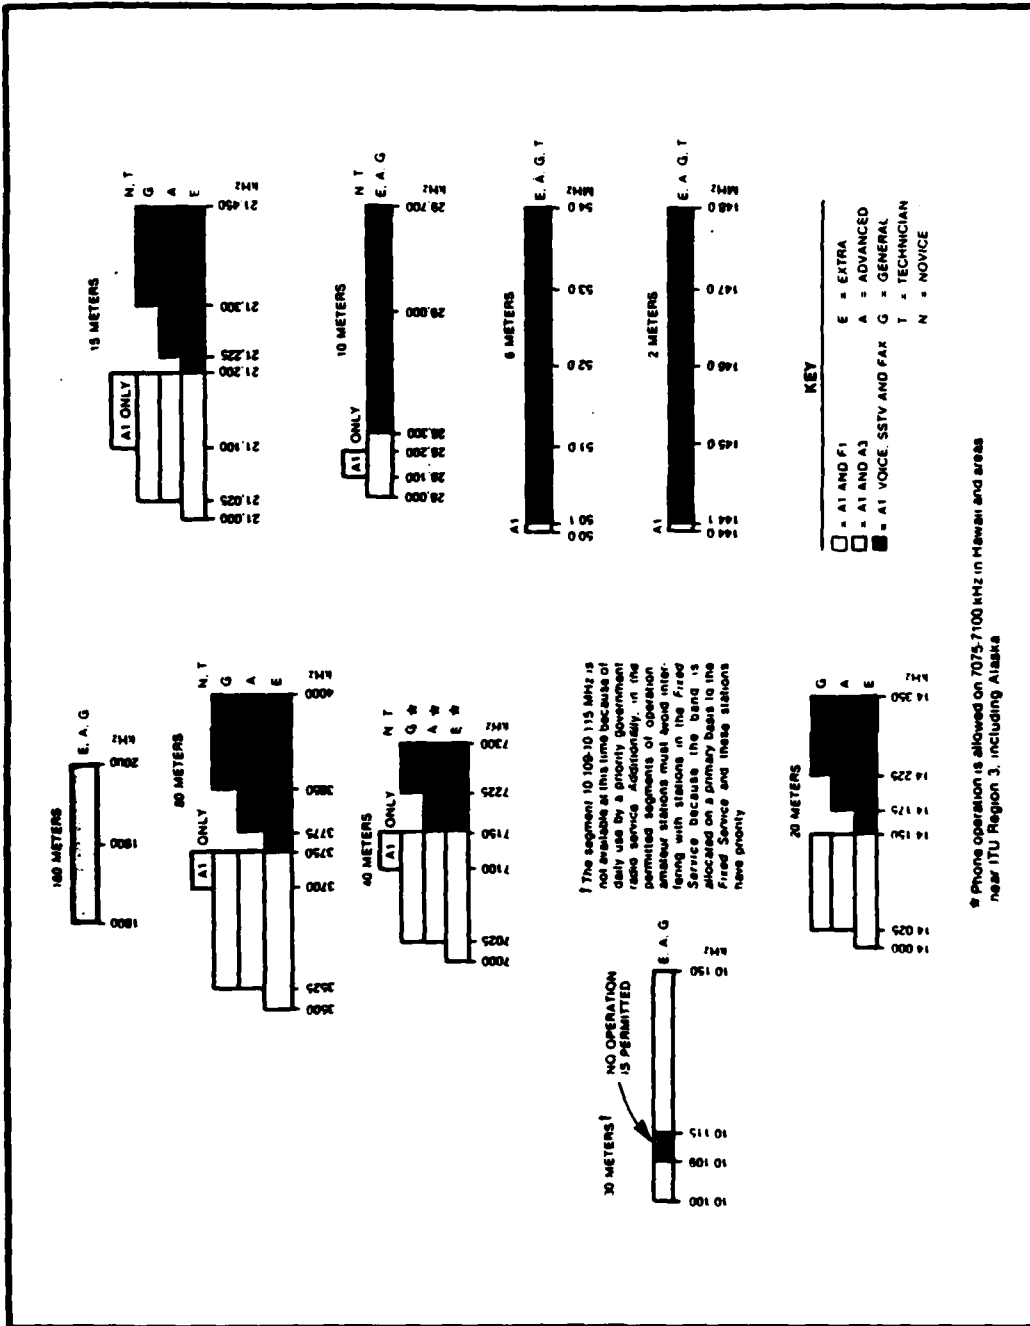 160 METERS
E, A, G
1800 1900 2000 kHz
80 METERS
A1 ONLY
N, T
G
A
E
3500 3525 3700 3750 3775 3850 4000 kHz
40 METERS
A1 ONLY
N T
G ★
A ★
E ★
7000 7025 7100 7150 7225 7300 kHz
† The segment 10 109-10 115 MHz is
not available at this time because of
daily use by a priority government
radio service Additionally, in the
permitted segments of operation
amateur stations must avoid inter-
fering with stations in the Fixed
Service because the band is
allocated on a primary basis to the
Fixed Service and these stations
have priority
30 METERS†
NO OPERATION
IS PERMITTED
E, A, G
10 100 10 109 10 115 10 150 MHz
20 METERS
G
A
E
14 000 14 025 14 150 14 175 14 225 14 350 kHz
15 METERS
A1 ONLY
N, T
G
A
E
21.000 21.025 21.100 21.200 21.225 21.300 21.450 kHz
10 METERS
A1 ONLY
N T
E, A, G
28.000 28.100 28.200 28.300 29.000 29.700 kHz
6 METERS
A1
E, A, G, T
50 0 50 1 51 0 52 0 53 0 54 0 MHz
2 METERS
A1
E, A, G, T
144 0 144 1 145 0 146 0 147 0 148 0 MHz
KEY
= A1 AND F1
= A1 AND A3
= A1 VOICE, SSTV AND FAX
E = EXTRA
A = ADVANCED
G = GENERAL
T = TECHNICIAN
N = NOVICE
★ Phone operation is allowed on 7075-7100 kHz in Hawaii and areas
near ITU Region 3, including Alaska